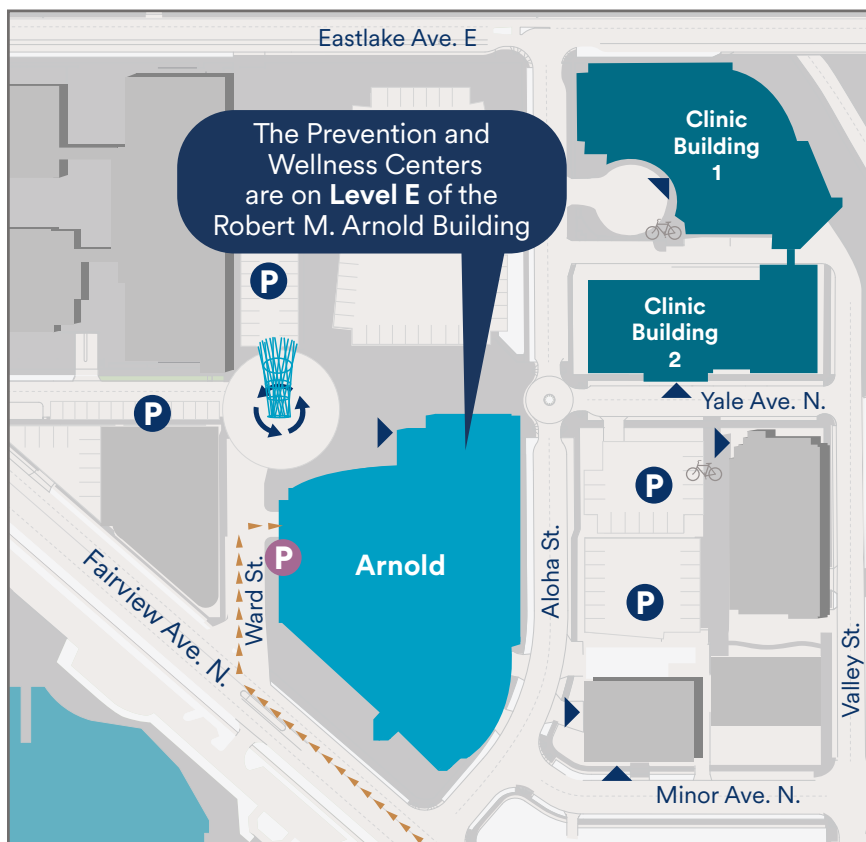 Eastlake Ave. E
The Prevention and
Wellness Centers
are on Level E of the
Robert M. Arnold Building
Clinic
Building
1
P
Clinic
Building
2
P
Yale Ave. N.
P
Arnold
P
P
Ward St.
Aloha St.
Fairview Ave. N.
Valley St.
Minor Ave. N.